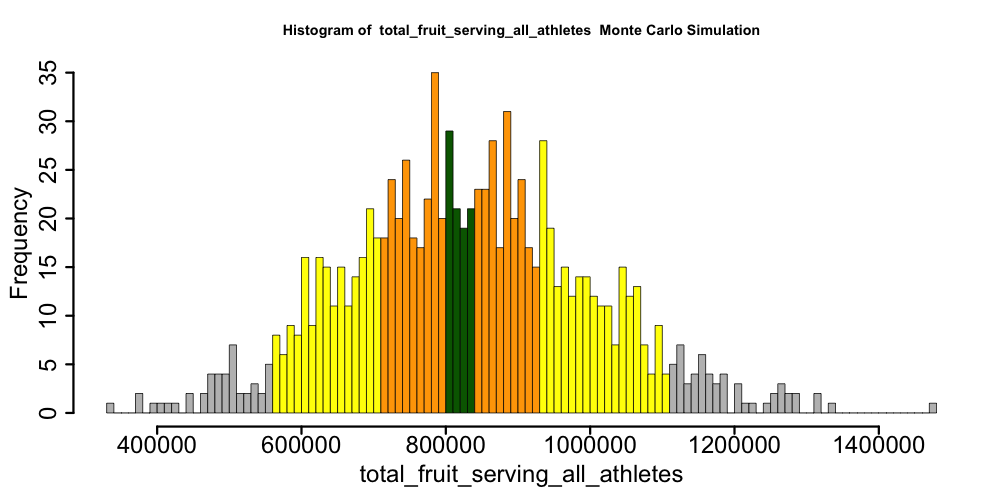 Histogram of  total_fruit_serving_all_athletes  Monte Carlo Simulation
Frequency
35
30
25
20
15
10
5
0
400000 600000 800000 1000000 1200000 1400000
total_fruit_serving_all_athletes